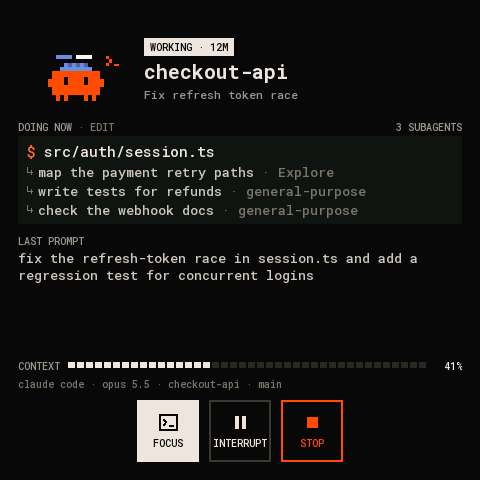 WORKING · 12M
checkout-api
Fix refresh token race
DOING NOW · EDIT
3 SUBAGENTS
$ src/auth/session.ts
↳ map the payment retry paths · Explore
↳ write tests for refunds · general-purpose
↳ check the webhook docs · general-purpose
LAST PROMPT
fix the refresh-token race in session.ts and add a
regression test for concurrent logins
CONTEXT
41%
claude code · opus 5.5 · checkout-api · main
FOCUS
INTERRUPT
STOP